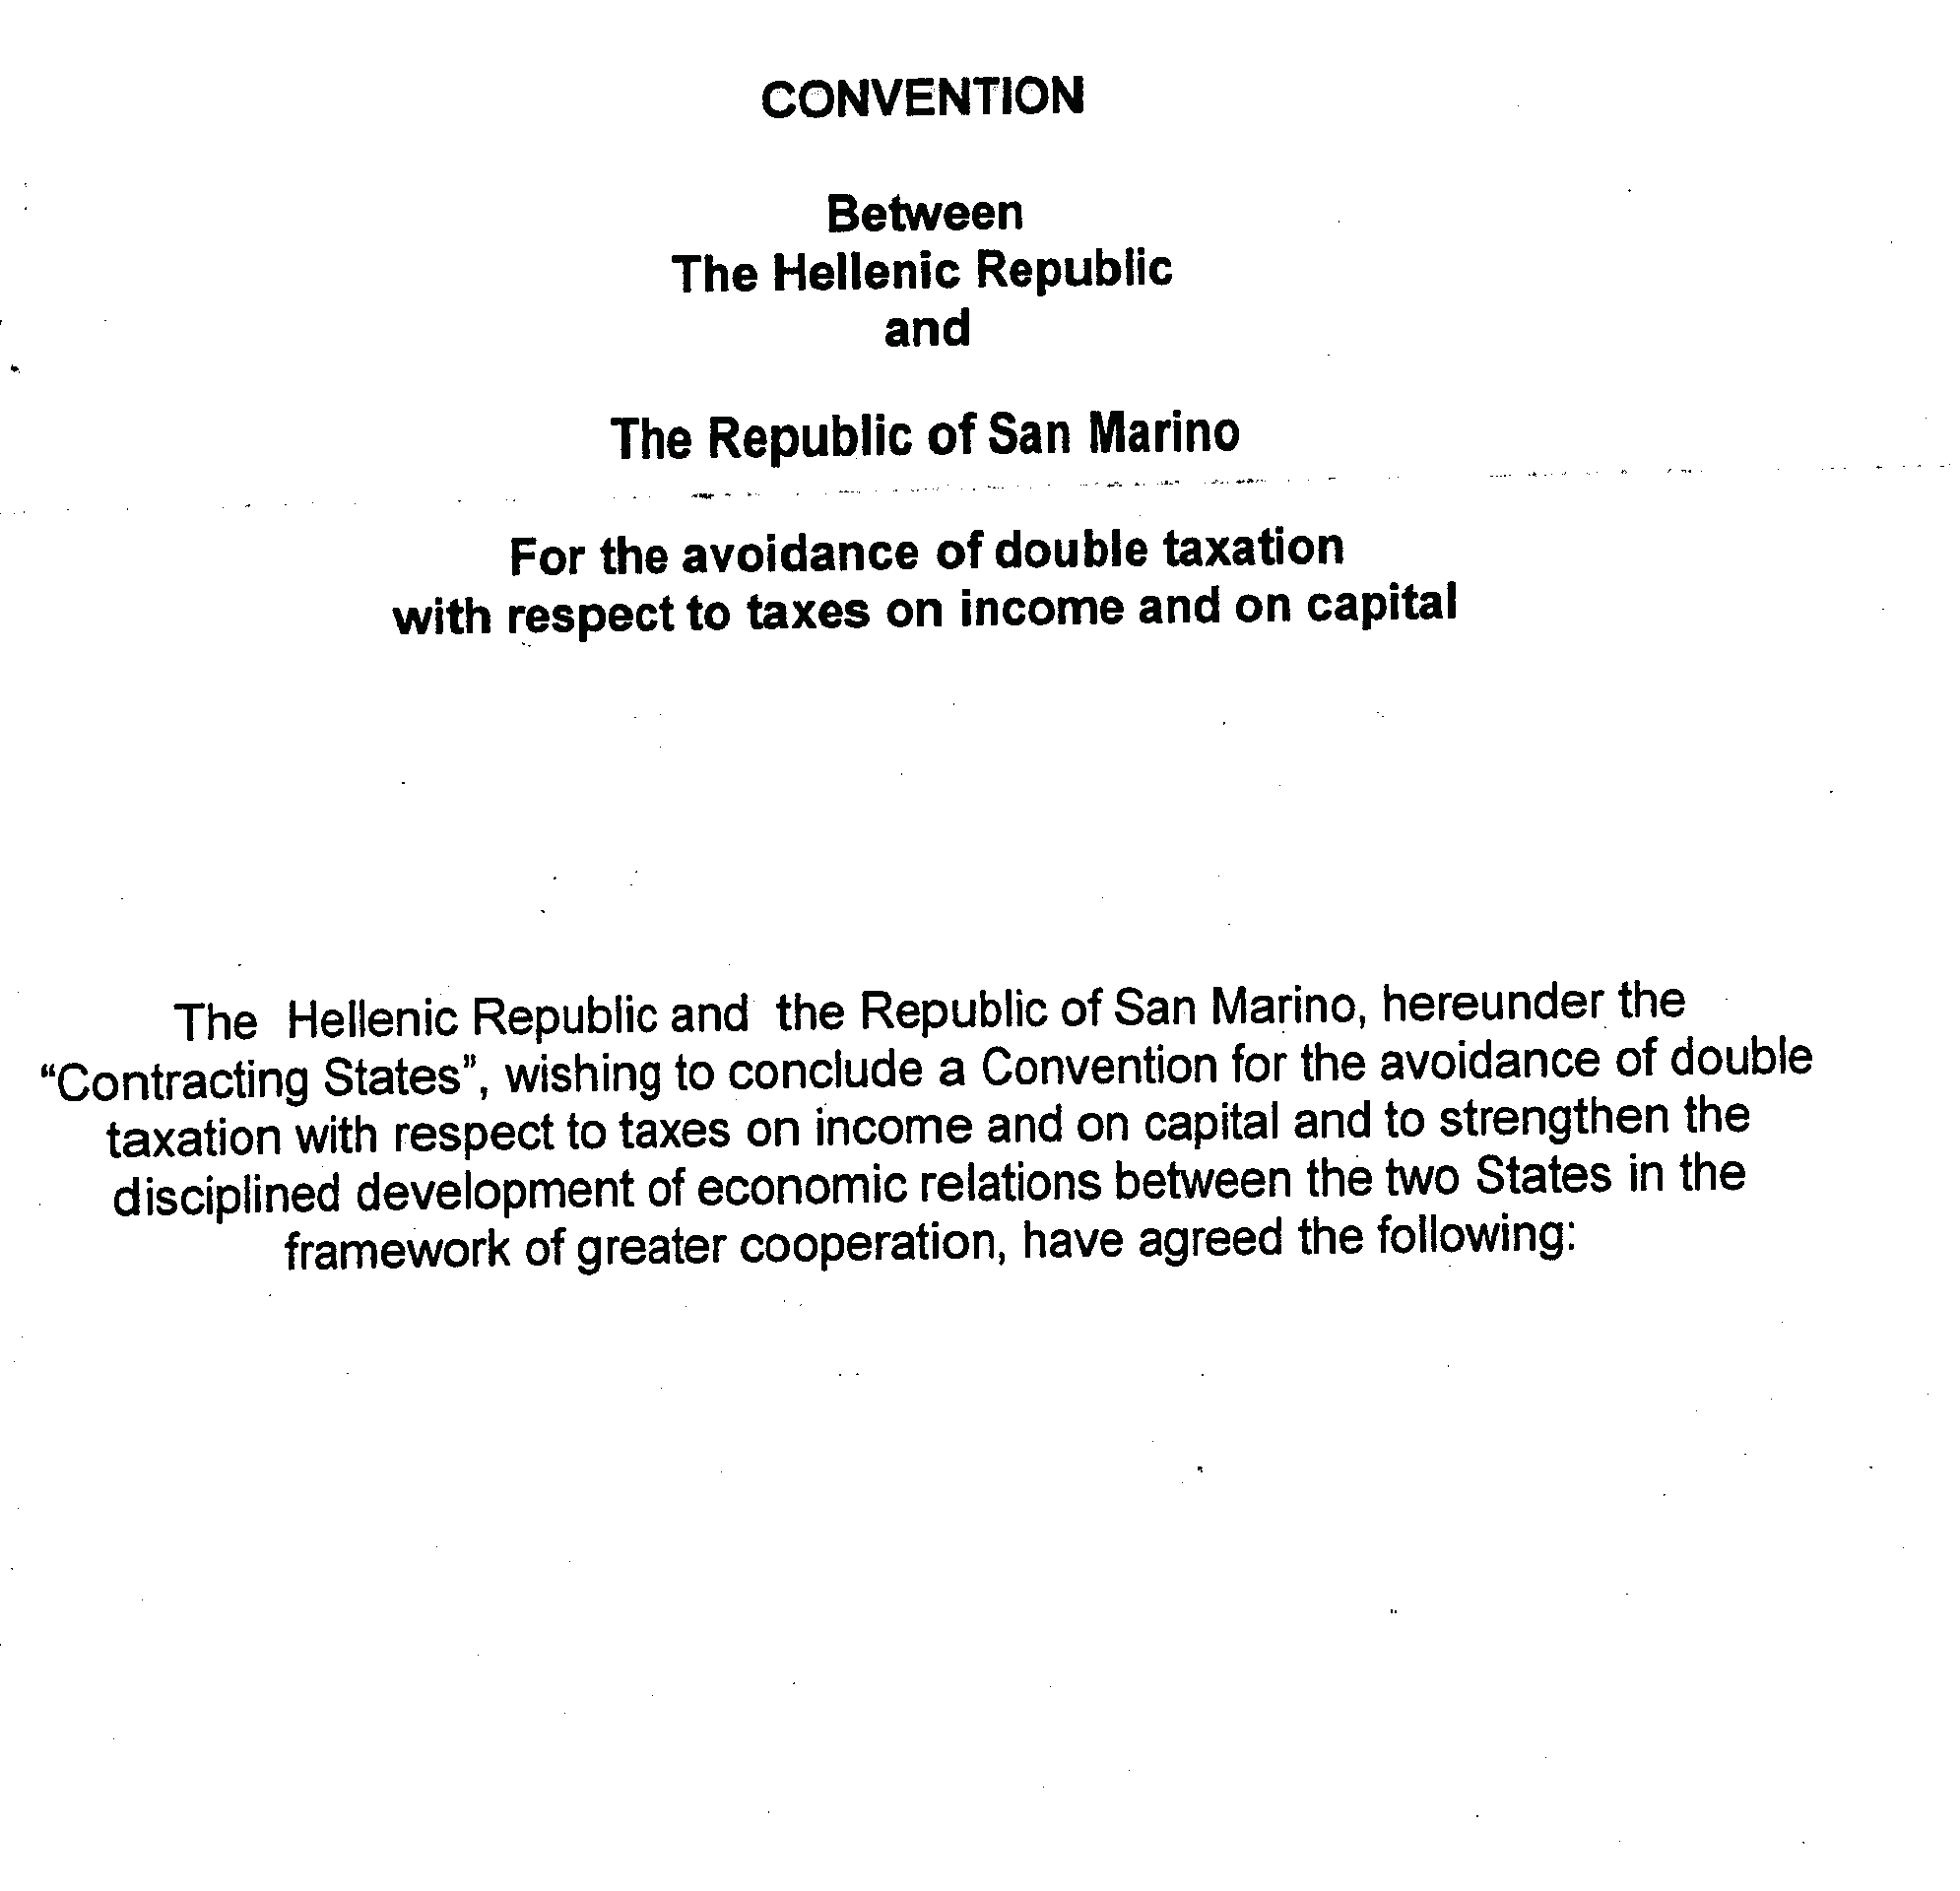 CONVENTION
Between
The Hellenic Republic
and
The Republic of San Marino
For the avoidance of double taxation
with respect to taxes on income and on capital
The Hellenic Republic and the Republic of San Marino, hereunder the
“Contracting States”, wishing to conclude a Convention for the avoidance of double
taxation with respect to taxes on income and on capital and to strengthen the
disciplined development of economic relations between the two States in the
framework of greater cooperation, have agreed the following: